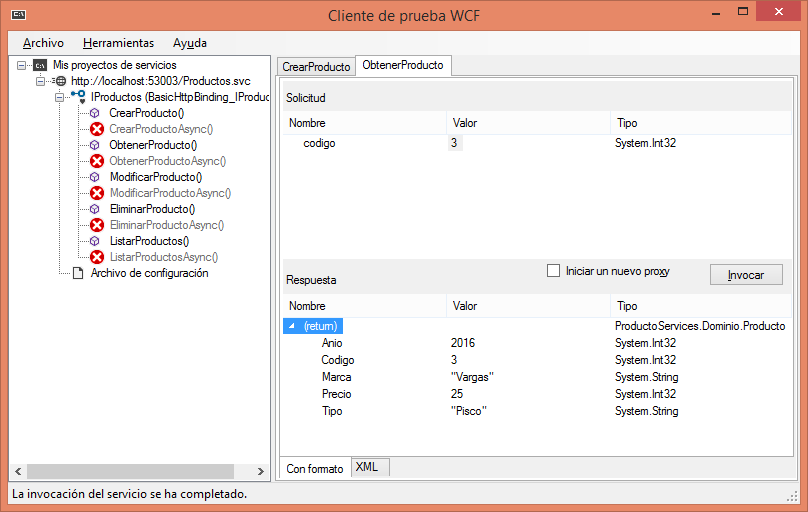 Cliente de prueba WCF
Archivo Herramientas Ayuda
Mis proyectos de servicios
http://localhost:53003/Productos.svc
IProductos (BasicHttpBinding_IProduc
CrearProducto()
CrearProductoAsync()
ObtenerProducto()
ObtenerProductoAsync()
ModificarProducto()
ModificarProductoAsync()
EliminarProducto()
EliminarProductoAsync()
ListarProductos()
ListarProductosAsync()
Archivo de configuración
CrearProducto ObtenerProducto
Solicitud
Nombre Valor Tipo
codigo 3 System.Int32
Respuesta Iniciar un nuevo proxy Invocar
Nombre Valor Tipo
(return) ProductoServices.Dominio.Producto
Anio 2016 System.Int32
Codigo 3 System.Int32
Marca "Vargas" System.String
Precio 25 System.Int32
Tipo "Pisco" System.String
Con formato XML
La invocación del servicio se ha completado.